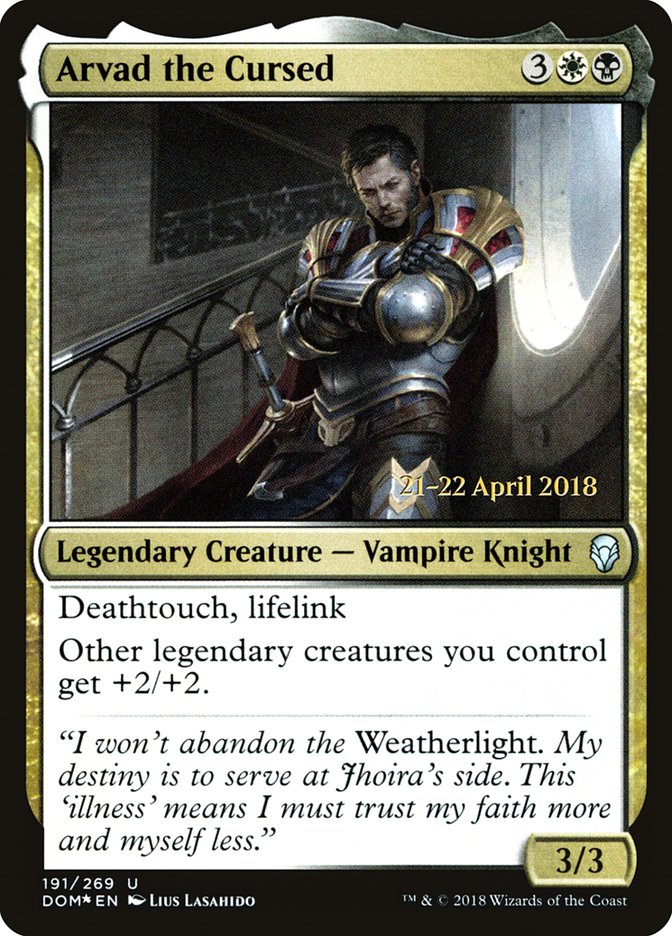 Arvad the Cursed 3
21–22 April 2018
Legendary Creature — Vampire Knight
Deathtouch, lifelink
Other legendary creatures you control
get +2/+2.
“I won’t abandon the Weatherlight. My
destiny is to serve at Jhoira’s side. This
‘illness’ means I must trust my faith more
and myself less.”
3/3
191/269 U
DOM★EN Lius Lasahido
™ & © 2018 Wizards of the Coast